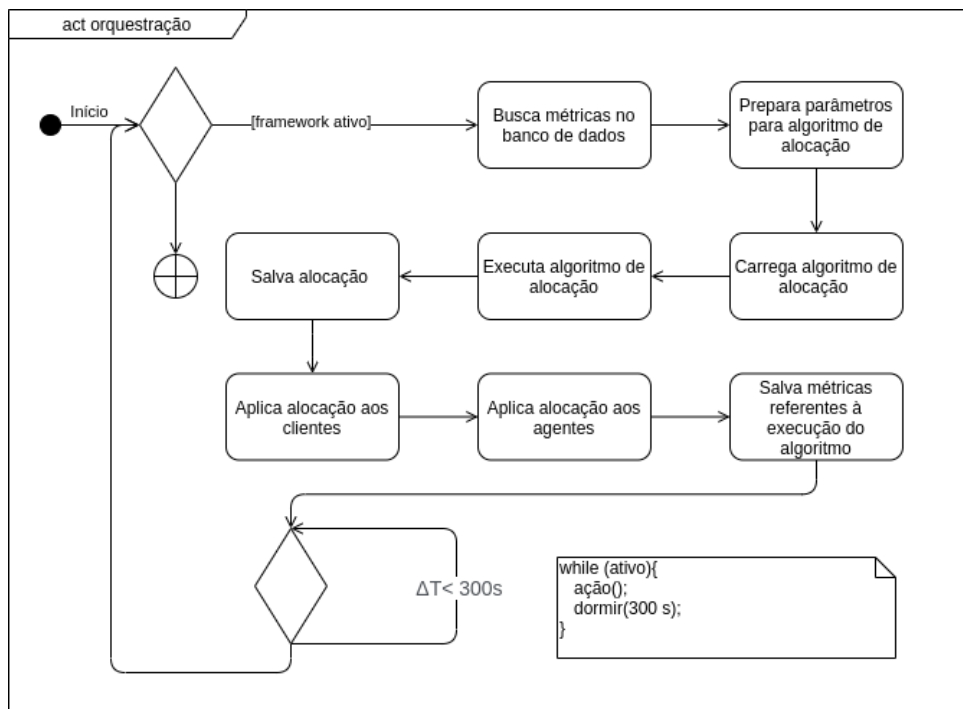 act orquestração
Início
[framework ativo]
Busca métricas no
banco de dados
Prepara parâmetros
para algoritmo de
alocação
Salva alocação
Executa algoritmo de
alocação
Carrega algoritmo de
alocação
Aplica alocação aos
clientes
Aplica alocação aos
agentes
Salva métricas
referentes à
execução do
algoritmo
ΔT< 300s
while (ativo){
ação();
dormir(300 s);
}